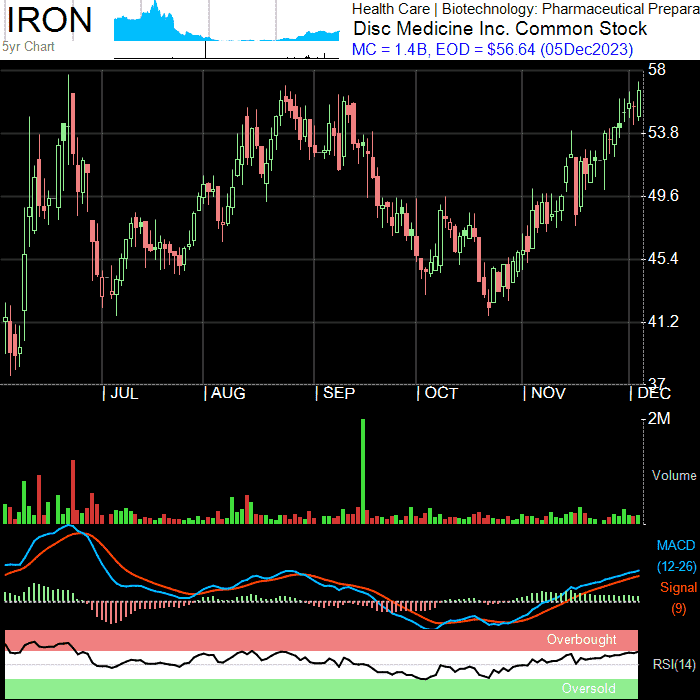 IRON
5yr Chart
Health Care | Biotechnology: Pharmaceutical Prepara
Disc Medicine Inc. Common Stock
MC = 1.4B, EOD = $56.64 (05Dec2023)
58
53.8
49.6
45.4
41.2
37
| JUL | AUG | SEP | OCT | NOV | DEC
2M
Volume
MACD
(12-26)
Signal
(9)
Overbought
RSI(14)
Oversold